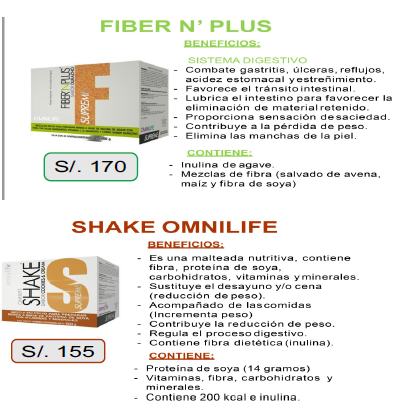 FIBER N' PLUS
BENEFICIOS:
SISTEMA DIGESTIVO
- Combate gastritis, úlceras, reflujos,
acidez estomacal y estreñimiento.
- Favorece el tránsito intestinal.
- Lubrica el intestino para favorecer la
eliminación de material retenido.
- Proporciona sensación de saciedad.
- Contribuye a la pérdida de peso.
- Elimina las manchas de la piel.
CONTIENE:
- Inulina de agave.
- Mezclas de fibra (salvado de avena,
maíz y fibra de soya)
FIBER'N'PLUS
SUPREME
F
OMNILIFE
SUPREME
S/. 170
SHAKE OMNILIFE
BENEFICIOS:
- Es una malteada nutritiva, contiene
fibra, proteína de soya,
carbohidratos, vitaminas y minerales.
- Sustituye el desayuno y/o cena
(reducción de peso).
- Acompañado de las comidas
(Incrementa peso)
- Contribuye la reducción de peso.
- Regula el proceso digestivo.
- Contiene fibra dietética (inulina).
CONTIENE:
- Proteína de soya (14 gramos)
- Vitaminas, fibra, carbohidratos y
minerales.
- Contiene 200 kcal e inulina.
SHAKE
SUPREME
S
S/. 155